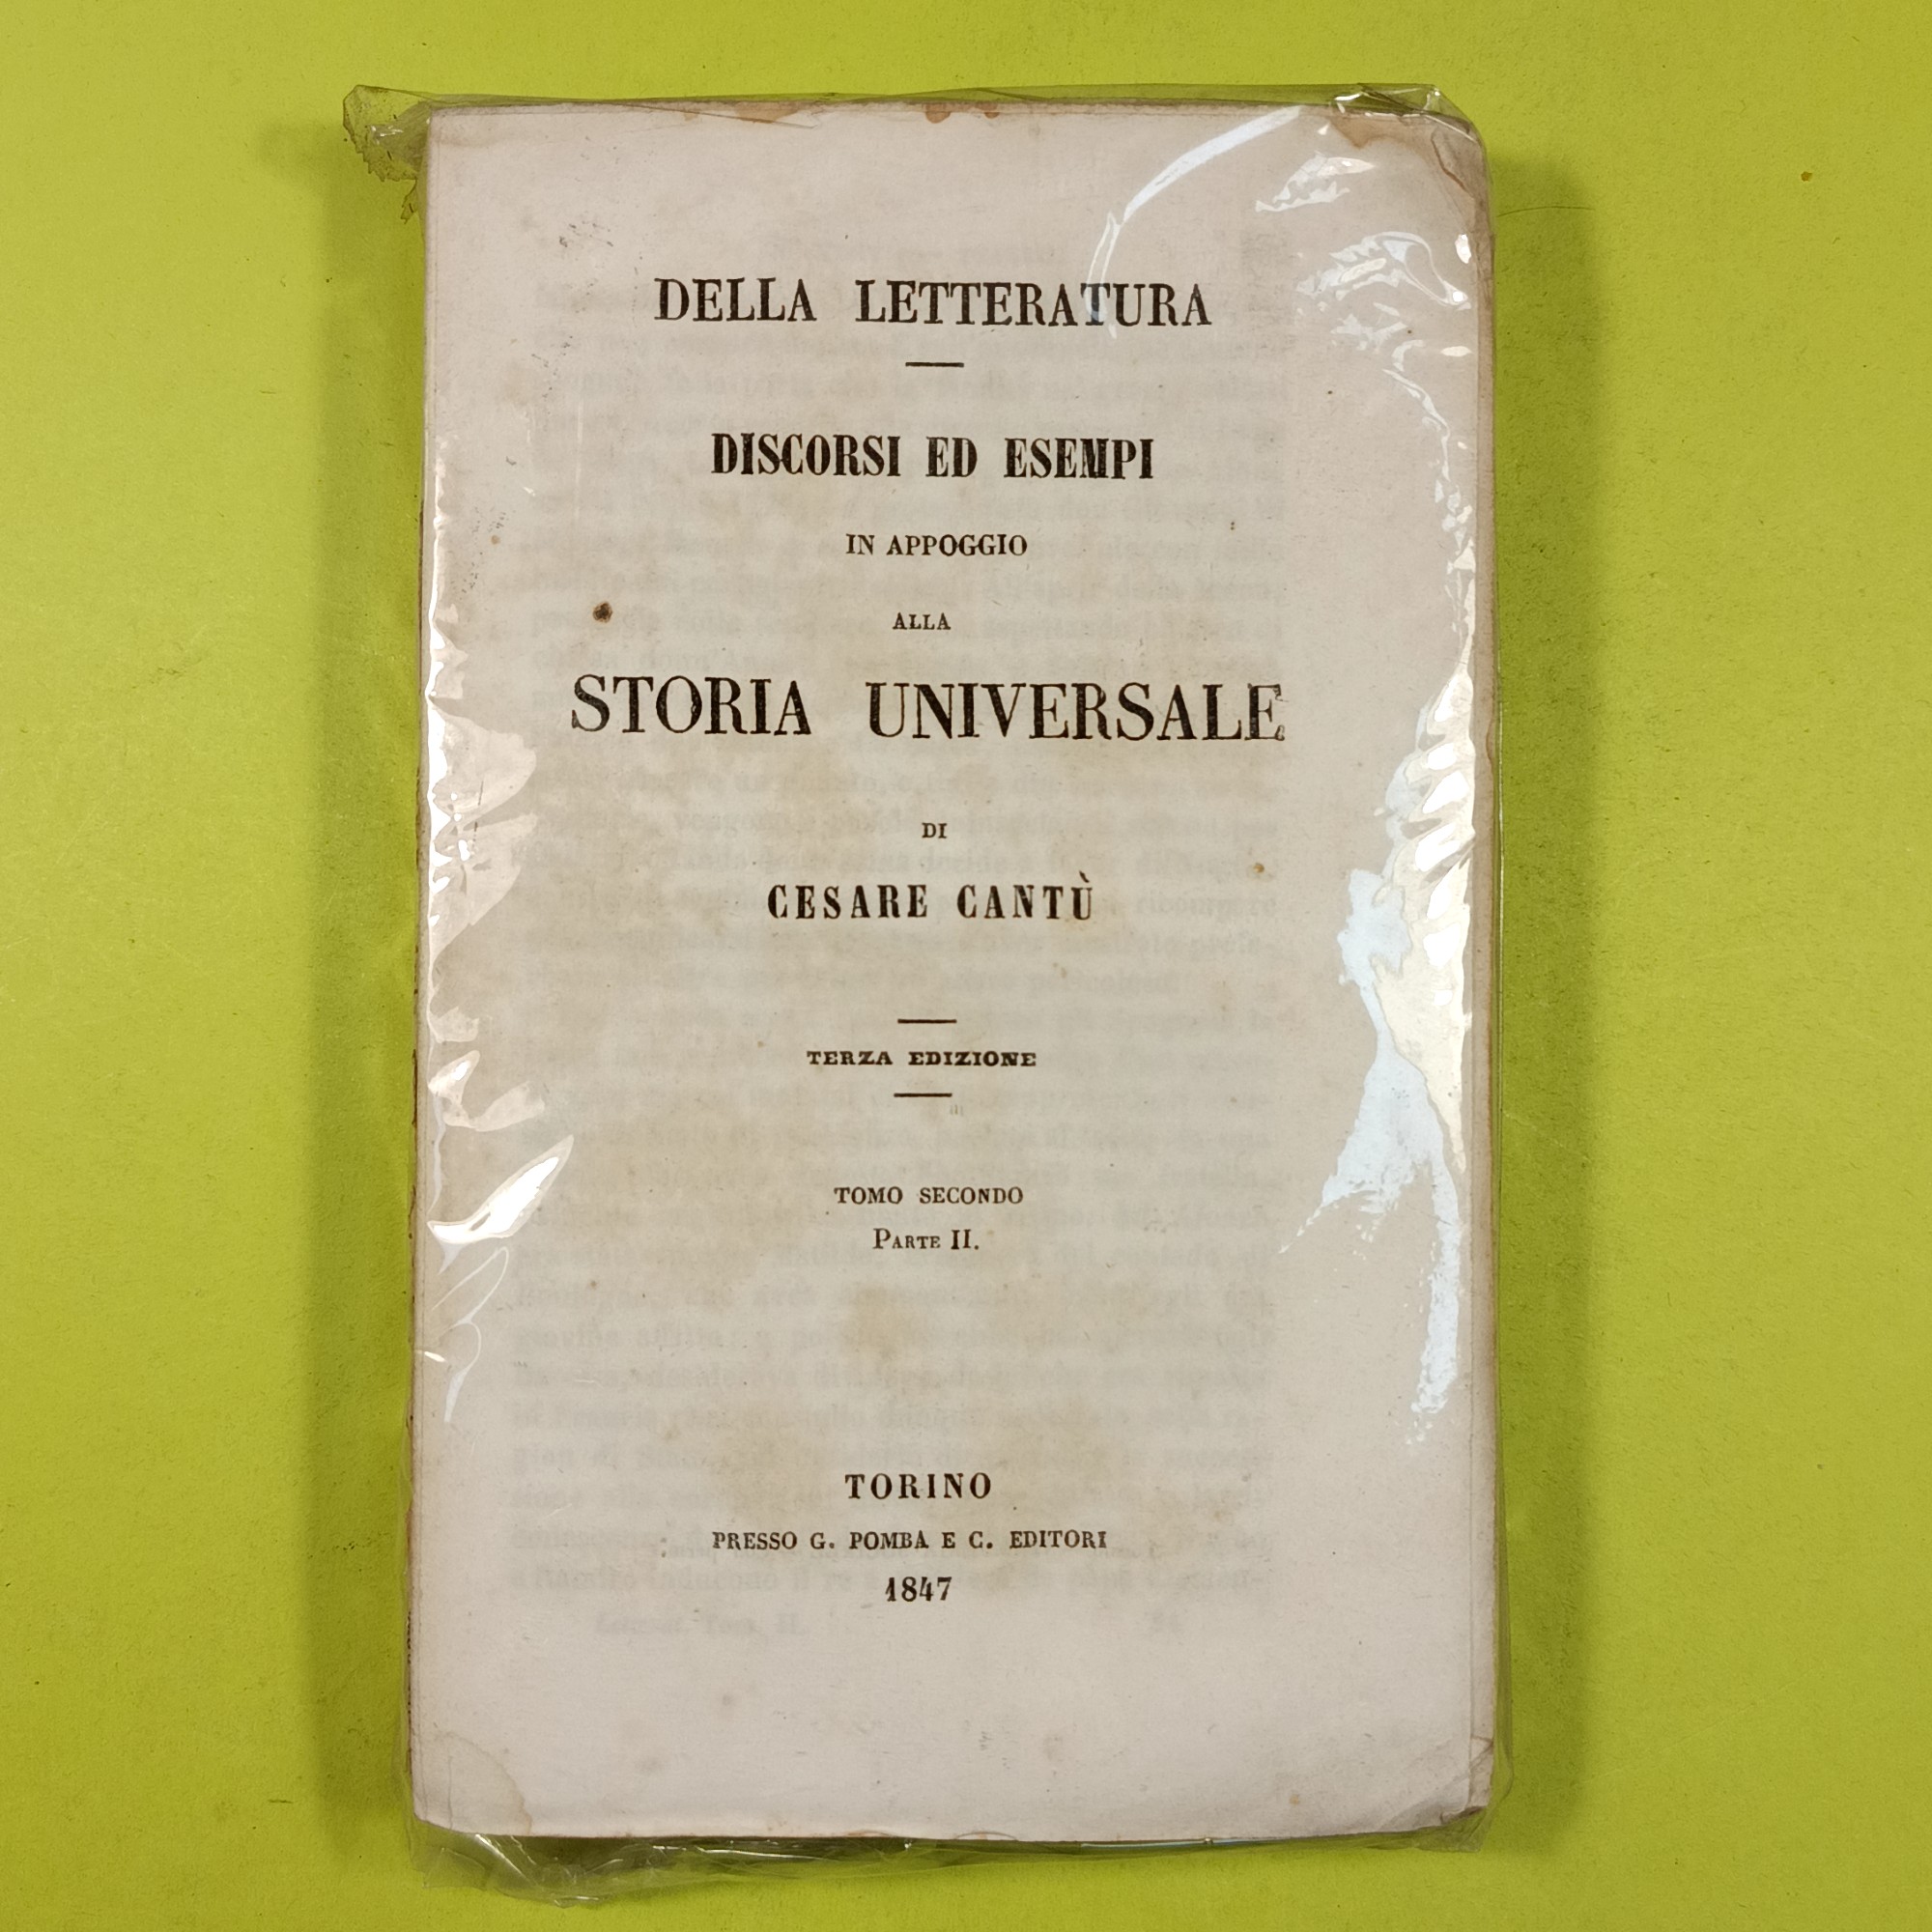 DELLA LETTERATURA
DISCORSI ED ESEMPI
IN APPOGGIO
ALLA
STORIA UNIVERSALE
DI
CESARE CANTÙ
TERZA EDIZIONE
TOMO SECONDO
PARTE II.
TORINO
PRESSO G. POMBA E C. EDITORI
1847